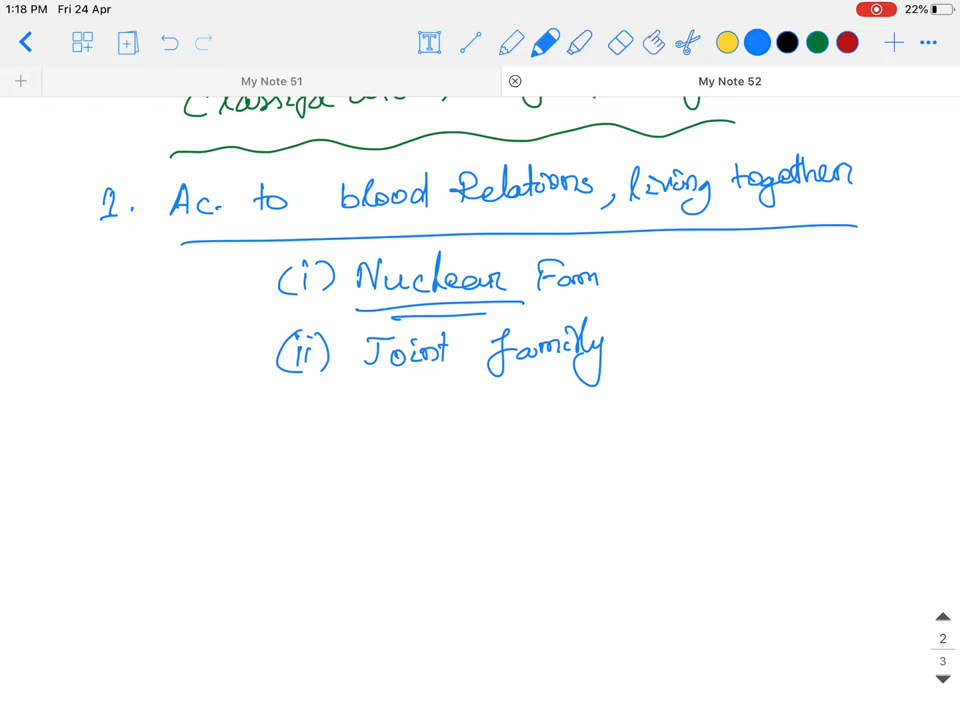 1:18 PM Fri 24 Apr
22%
T
My Note 51
My Note 52
1. Ac. to blood Relations, living together
(i) Nuclear Fam
(ii) Joint family
2
3